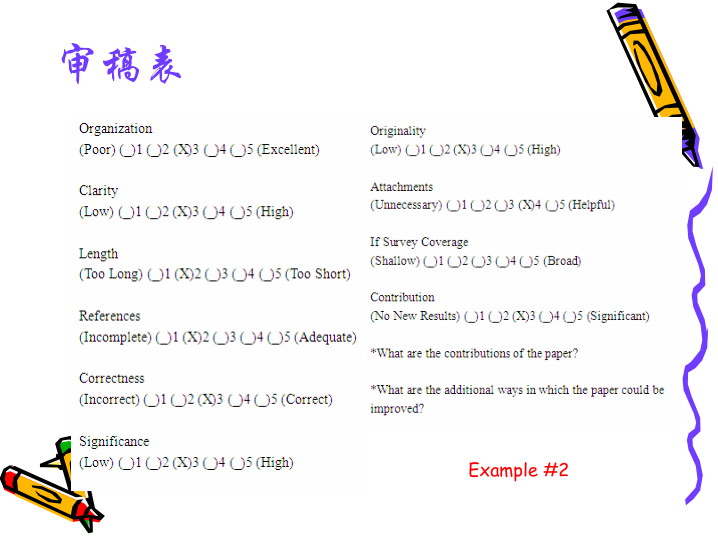 审稿表
Organization
(Poor) (_)1 (_)2 (X)3 (_)4 (_)5 (Excellent)
Clarity
(Low) (_)1 (_)2 (X)3 (_)4 (_)5 (High)
Length
(Too Long) (_)1 (X)2 (_)3 (_)4 (_)5 (Too Short)
References
(Incomplete) (_)1 (X)2 (_)3 (_)4 (_)5 (Adequate)
Correctness
(Incorrect) (_)1 (_)2 (X)3 (_)4 (_)5 (Correct)
Significance
(Low) (_)1 (_)2 (X)3 (_)4 (_)5 (High)
Originality
(Low) (_)1 (_)2 (X)3 (_)4 (_)5 (High)
Attachments
(Unnecessary) (_)1 (_)2 (_)3 (X)4 (_)5 (Helpful)
If Survey Coverage
(Shallow) (_)1 (_)2 (_)3 (_)4 (_)5 (Broad)
Contribution
(No New Results) (_)1 (_)2 (X)3 (_)4 (_)5 (Significant)
*What are the contributions of the paper?
*What are the additional ways in which the paper could be
improved?
Example #2